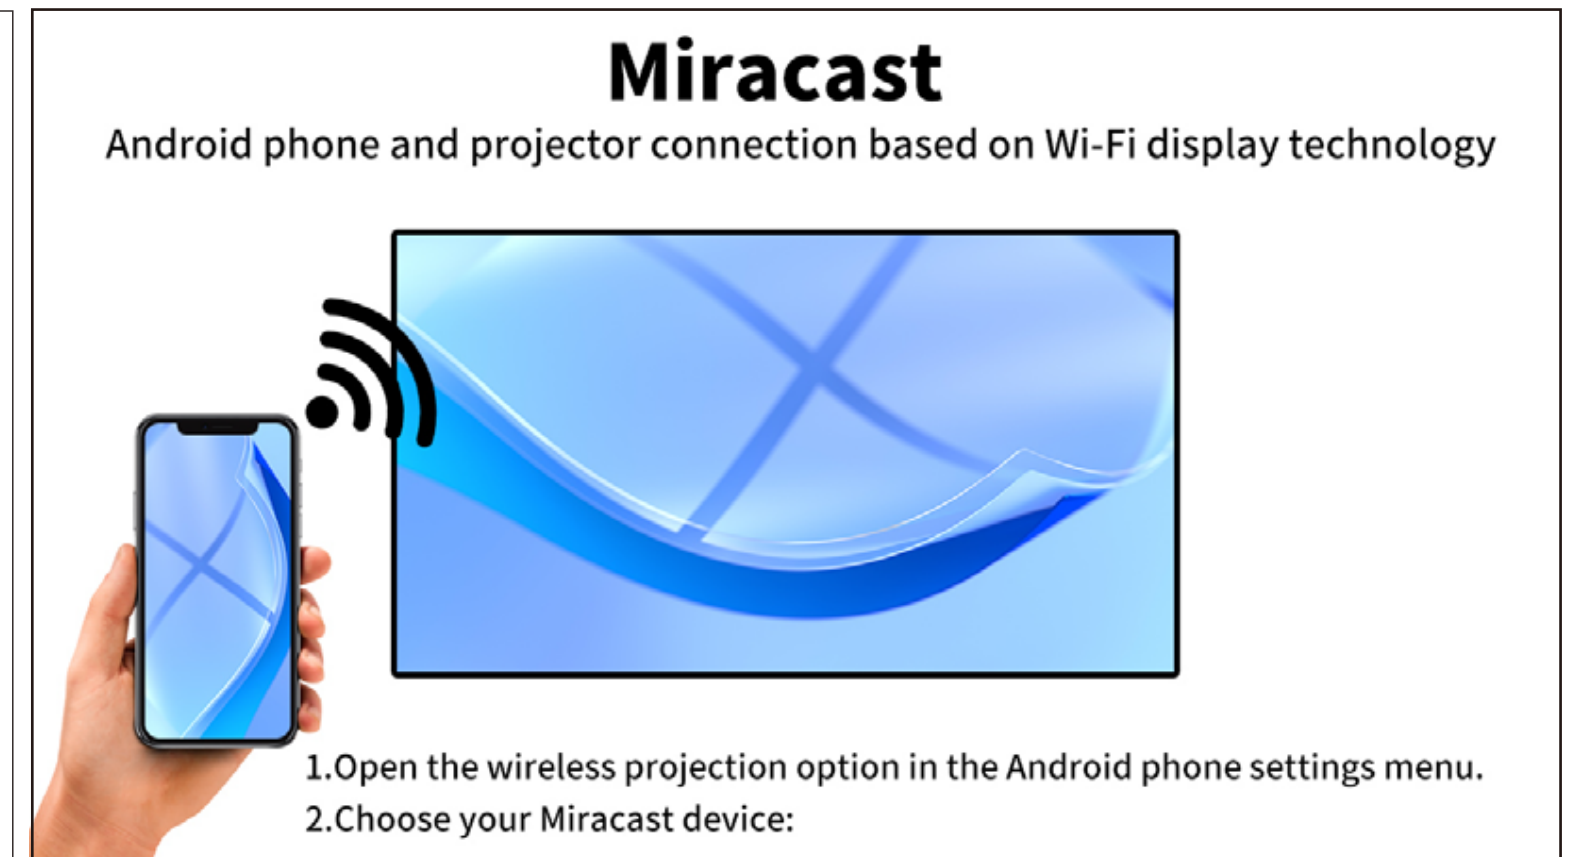 Miracast
Android phone and projector connection based on Wi-Fi display technology
1.Open the wireless projection option in the Android phone settings menu.
2.Choose your Miracast device: